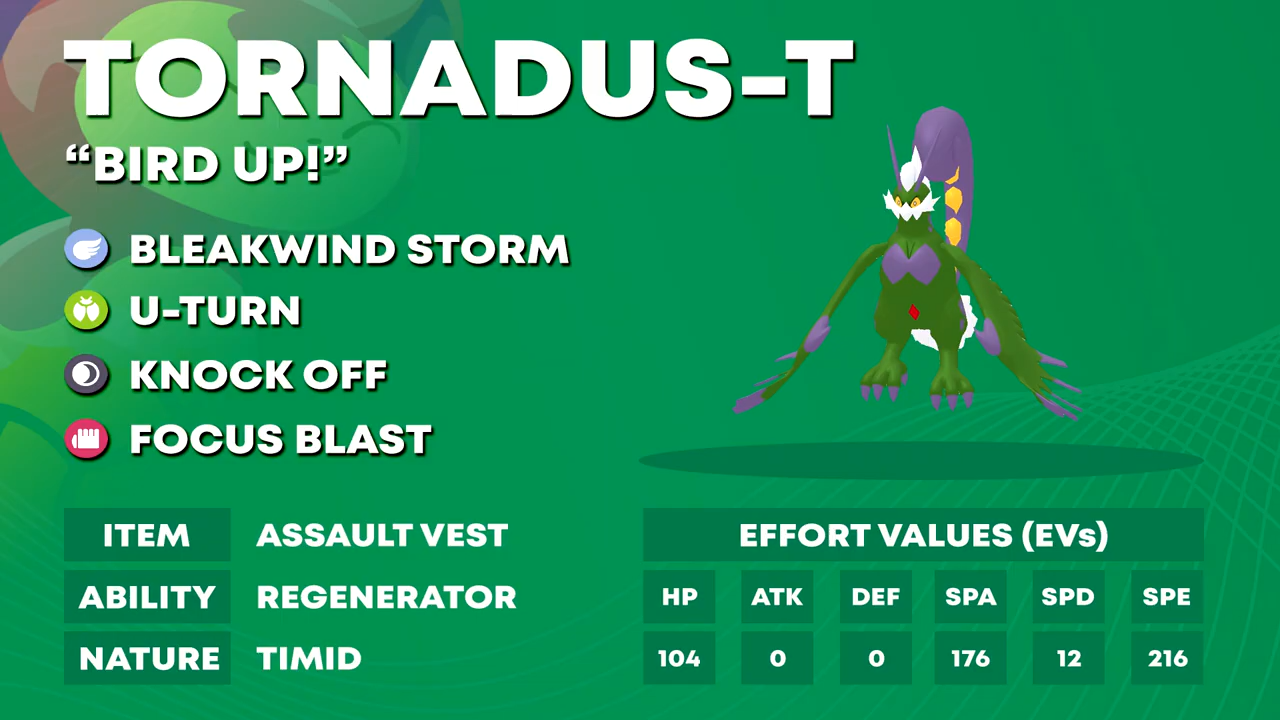 TORNADUS-T
“BIRD UP!”
BLEAKWIND STORM
U-TURN
KNOCK OFF
FOCUS BLAST
ITEM ASSAULT VEST
ABILITY REGENERATOR
NATURE TIMID
EFFORT VALUES (EVs)
HP ATK DEF SPA SPD SPE
104 0 0 176 12 216